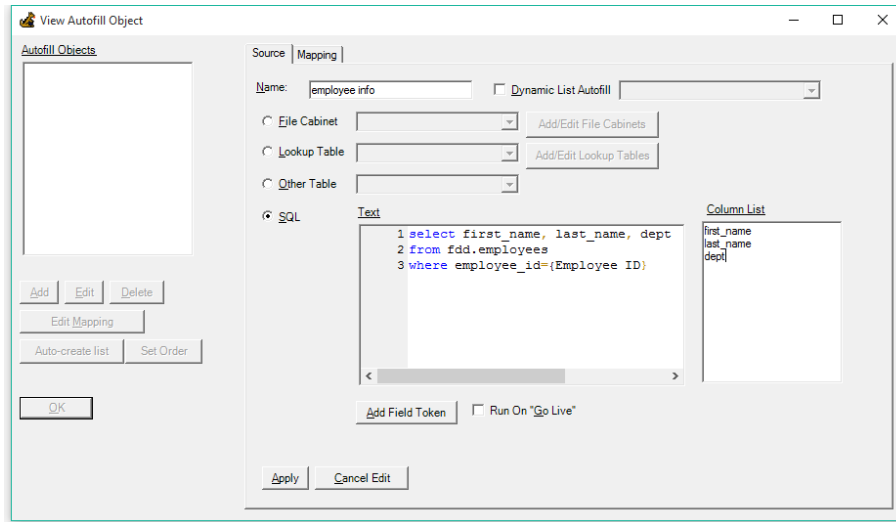 View Autofill Object
Autofill Objects
Source Mapping
Name: employee info Dynamic List Autofill
File Cabinet Add/Edit File Cabinets
Lookup Table Add/Edit Lookup Tables
Other Table
SQL Text Column List
1 select first_name, last_name, dept
2 from fdd.employees
3 where employee_id={Employee ID}
first_name
last_name
dept
Add Edit Delete
Edit Mapping
Auto-create list Set Order
OK
Add Field Token Run On "Go Live"
Apply Cancel Edit